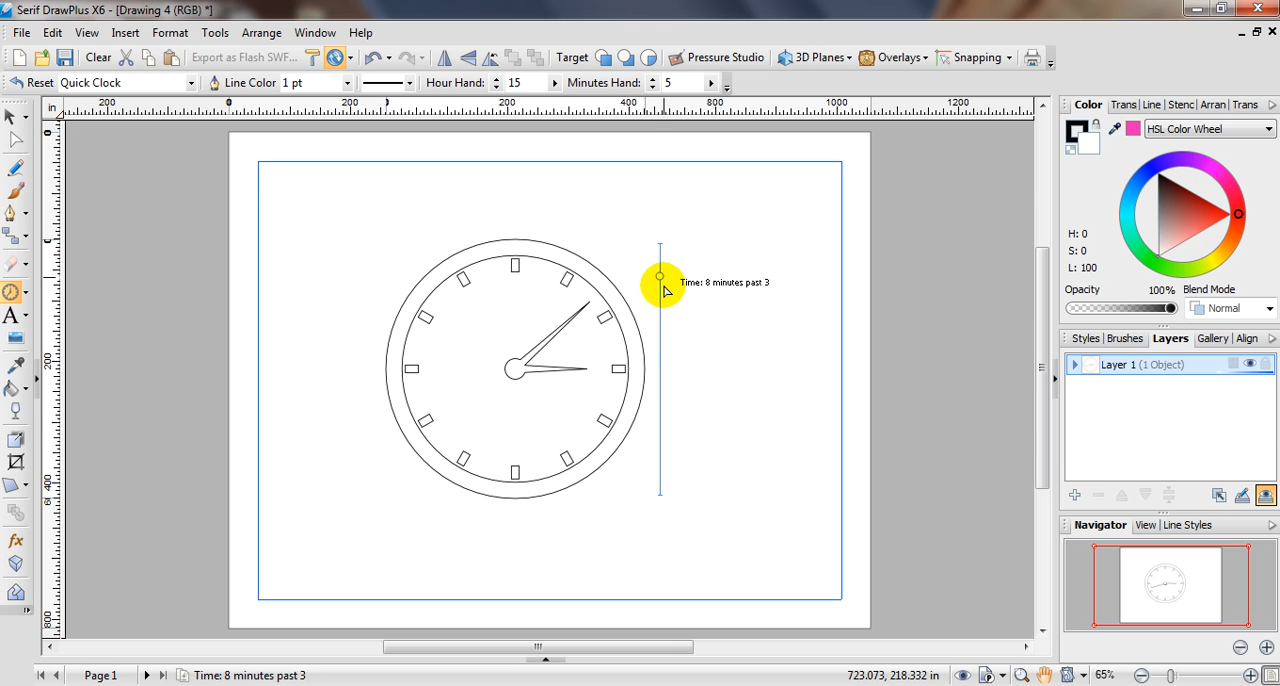 Serif DrawPlus X6 - [Drawing 4 (RGB) *]
File Edit View Insert Format Tools Arrange Window Help
Clear Export as Flash SWF... Target Pressure Studio 3D Planes Overlays Snapping
Reset Quick Clock Line Color 1 pt Hour Hand: 15 Minutes Hand: 5
in 200 0 200 200 400 800 1000 1200
Color Trans Line Stenc Arran Trans
HSL Color Wheel
H: 0
S: 0
L: 100
Opacity 100% Blend Mode
Normal
Time: 8 minutes past 3
Styles Brushes Layers Gallery Align
Layer 1 (1 Object)
200
400
800
Navigator View Line Styles
Page 1 Time: 8 minutes past 3 723.073, 218.332 in 65%